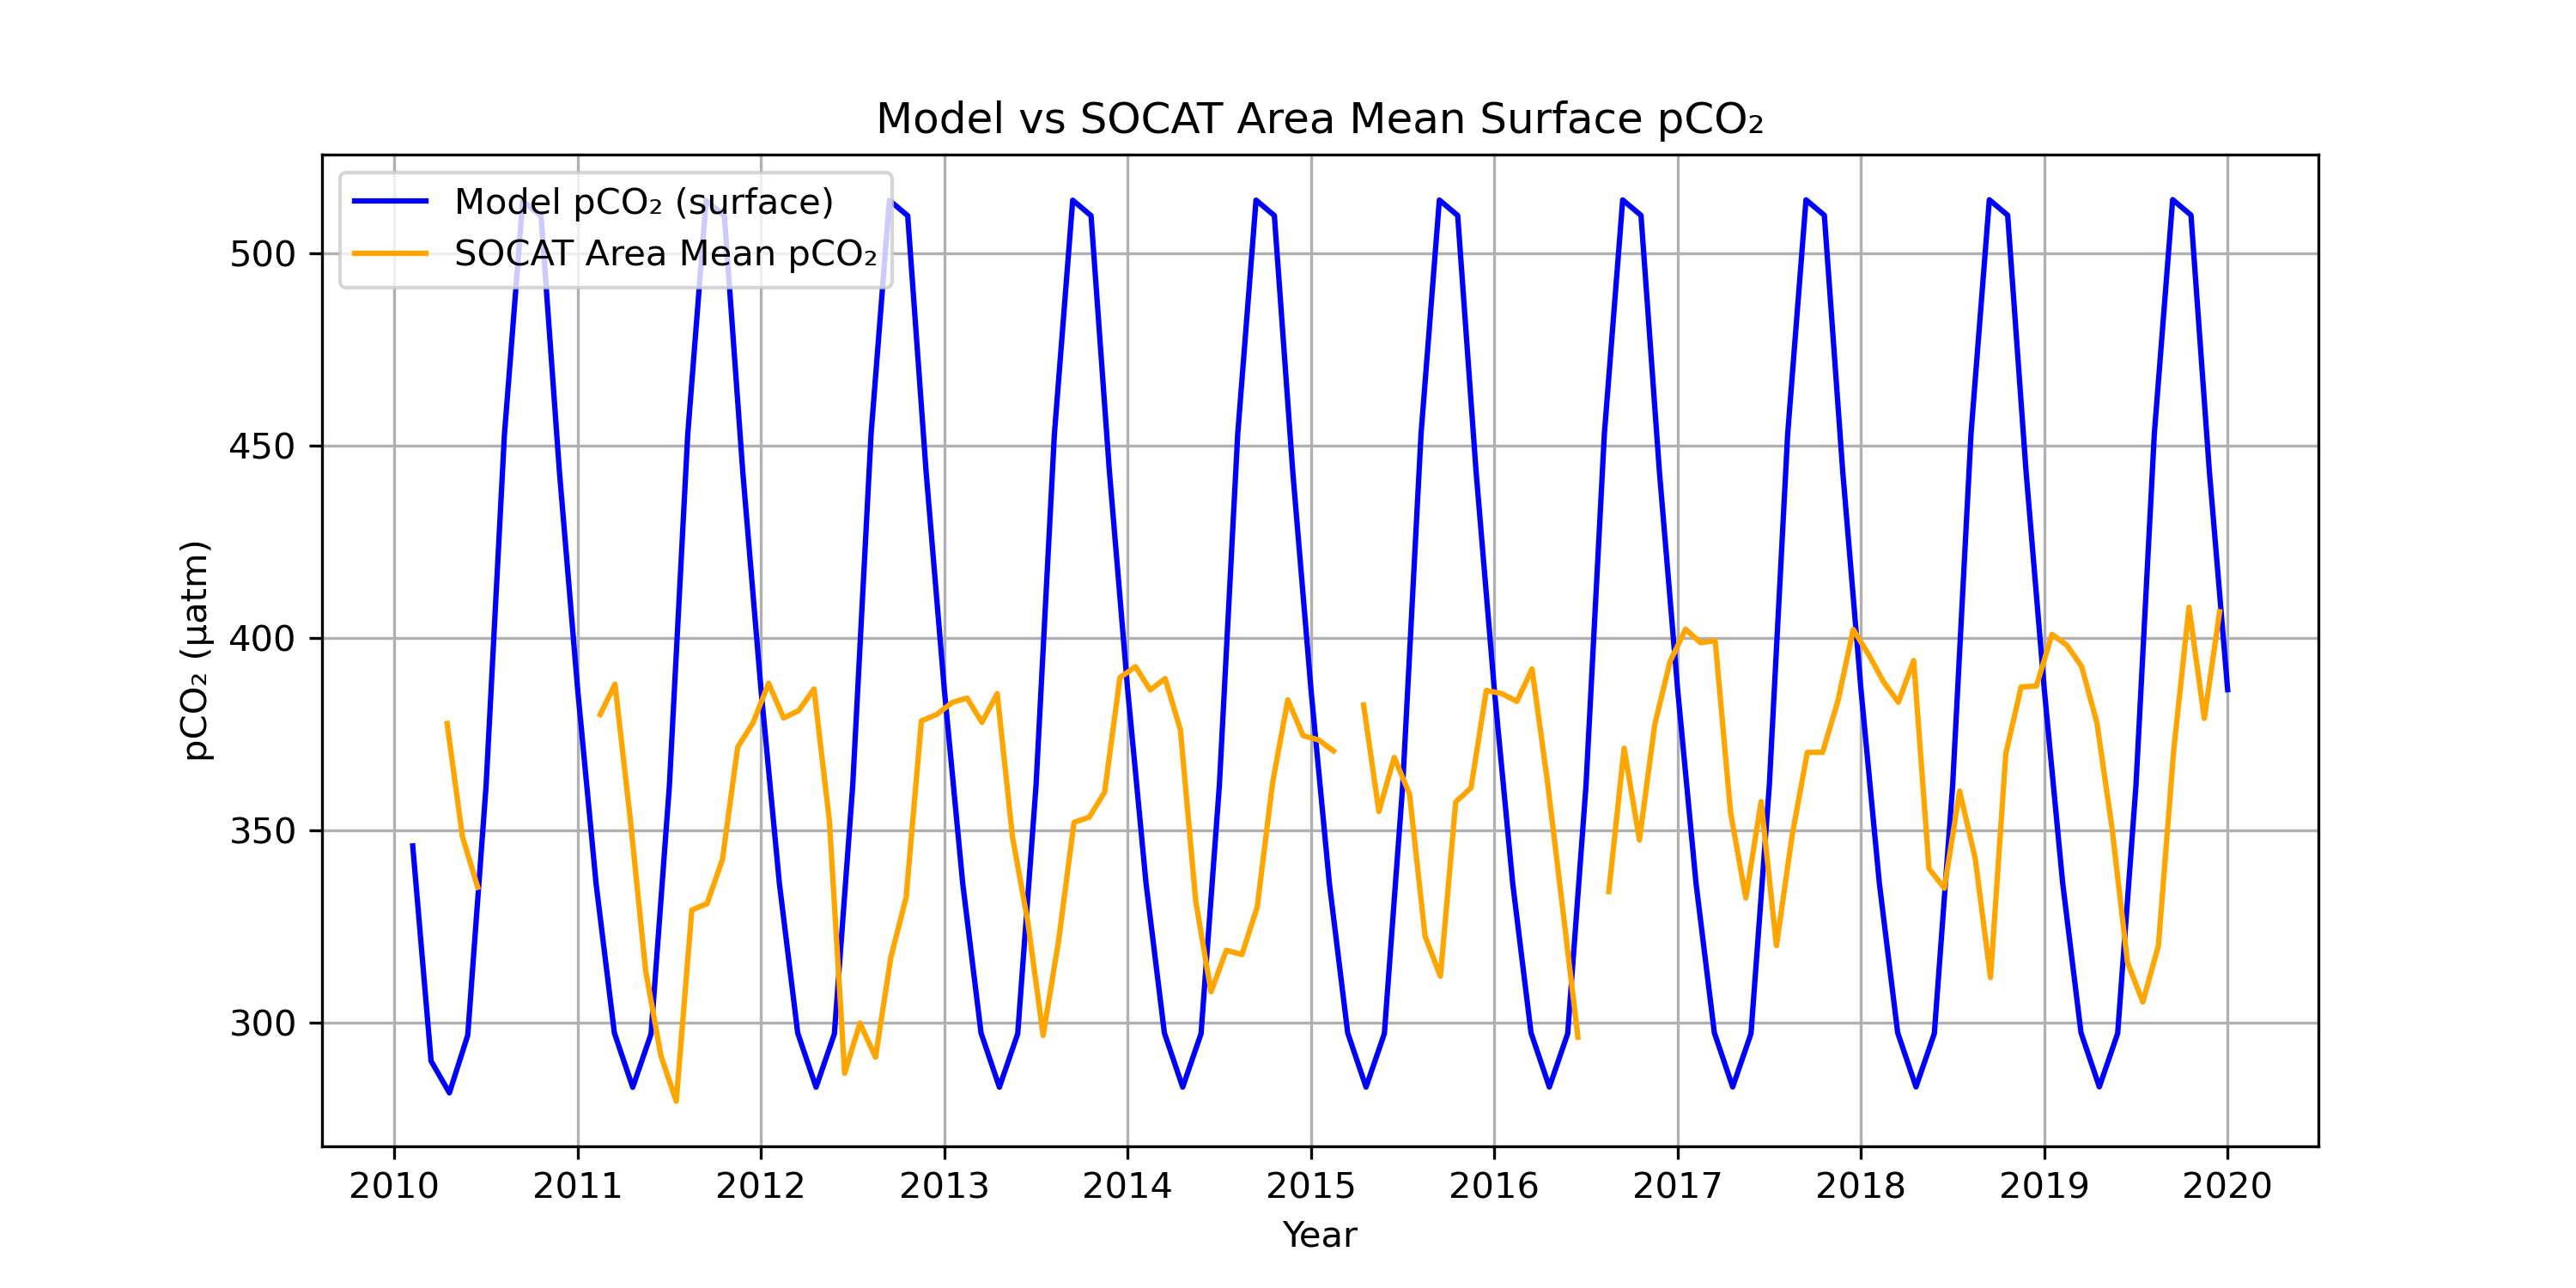 Model vs SOCAT Area Mean Surface pCO₂
Model pCO₂ (surface)
SOCAT Area Mean pCO₂
pCO₂ (μatm)
500
450
400
350
300
2010 2011 2012 2013 2014 2015 2016 2017 2018 2019 2020
Year